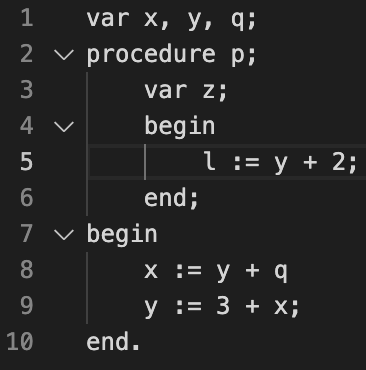 1 var x, y, q;
2 procedure p;
3 var z;
4 begin
5 l := y + 2;
6 end;
7 begin
8 x := y + q
9 y := 3 + x;
10 end.